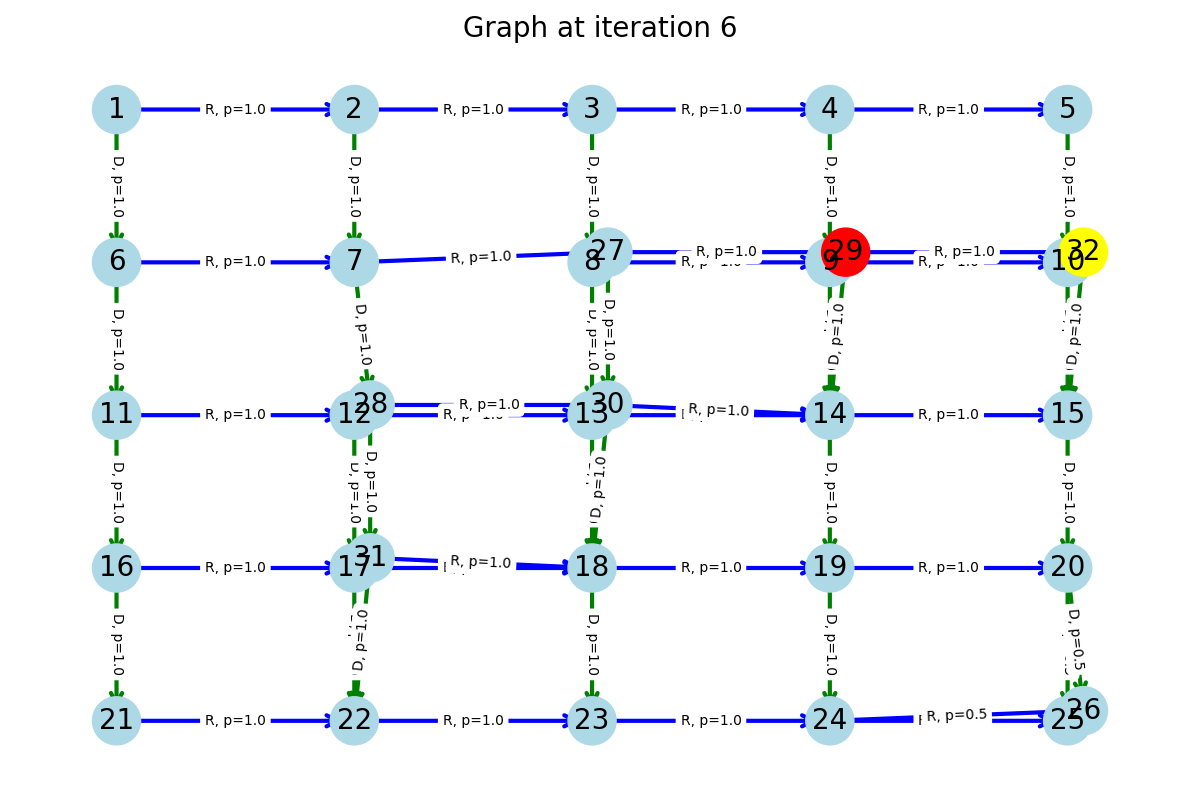 Graph at iteration 6
1 R, p=1.0 2 R, p=1.0 3 R, p=1.0 4 R, p=1.0 5
D, p=1.0 D, p=1.0 D, p=1.0 D, p=1.0 D, p=1.0
27 R, p=1.0 29 R, p=1.0 32
6 R, p=1.0 7 R, p=1.0 8 9 10
D, p=1.0 D, p=1.0 D, p=1.0 D, p=1.0 D, p=1.0 D, p=1.0
28 R, p=1.0 30 R, p=1.0
11 R, p=1.0 12 13 14 R, p=1.0 15
D, p=1.0 D, p=1.0 D, p=1.0 D, p=1.0 D, p=1.0 D, p=1.0
31 R, p=1.0
16 R, p=1.0 17 18 R, p=1.0 19 R, p=1.0 20
D, p=1.0 D, p=1.0 D, p=1.0 D, p=1.0 D, p=0.5
R, p=0.5 26
21 R, p=1.0 22 R, p=1.0 23 R, p=1.0 24 25